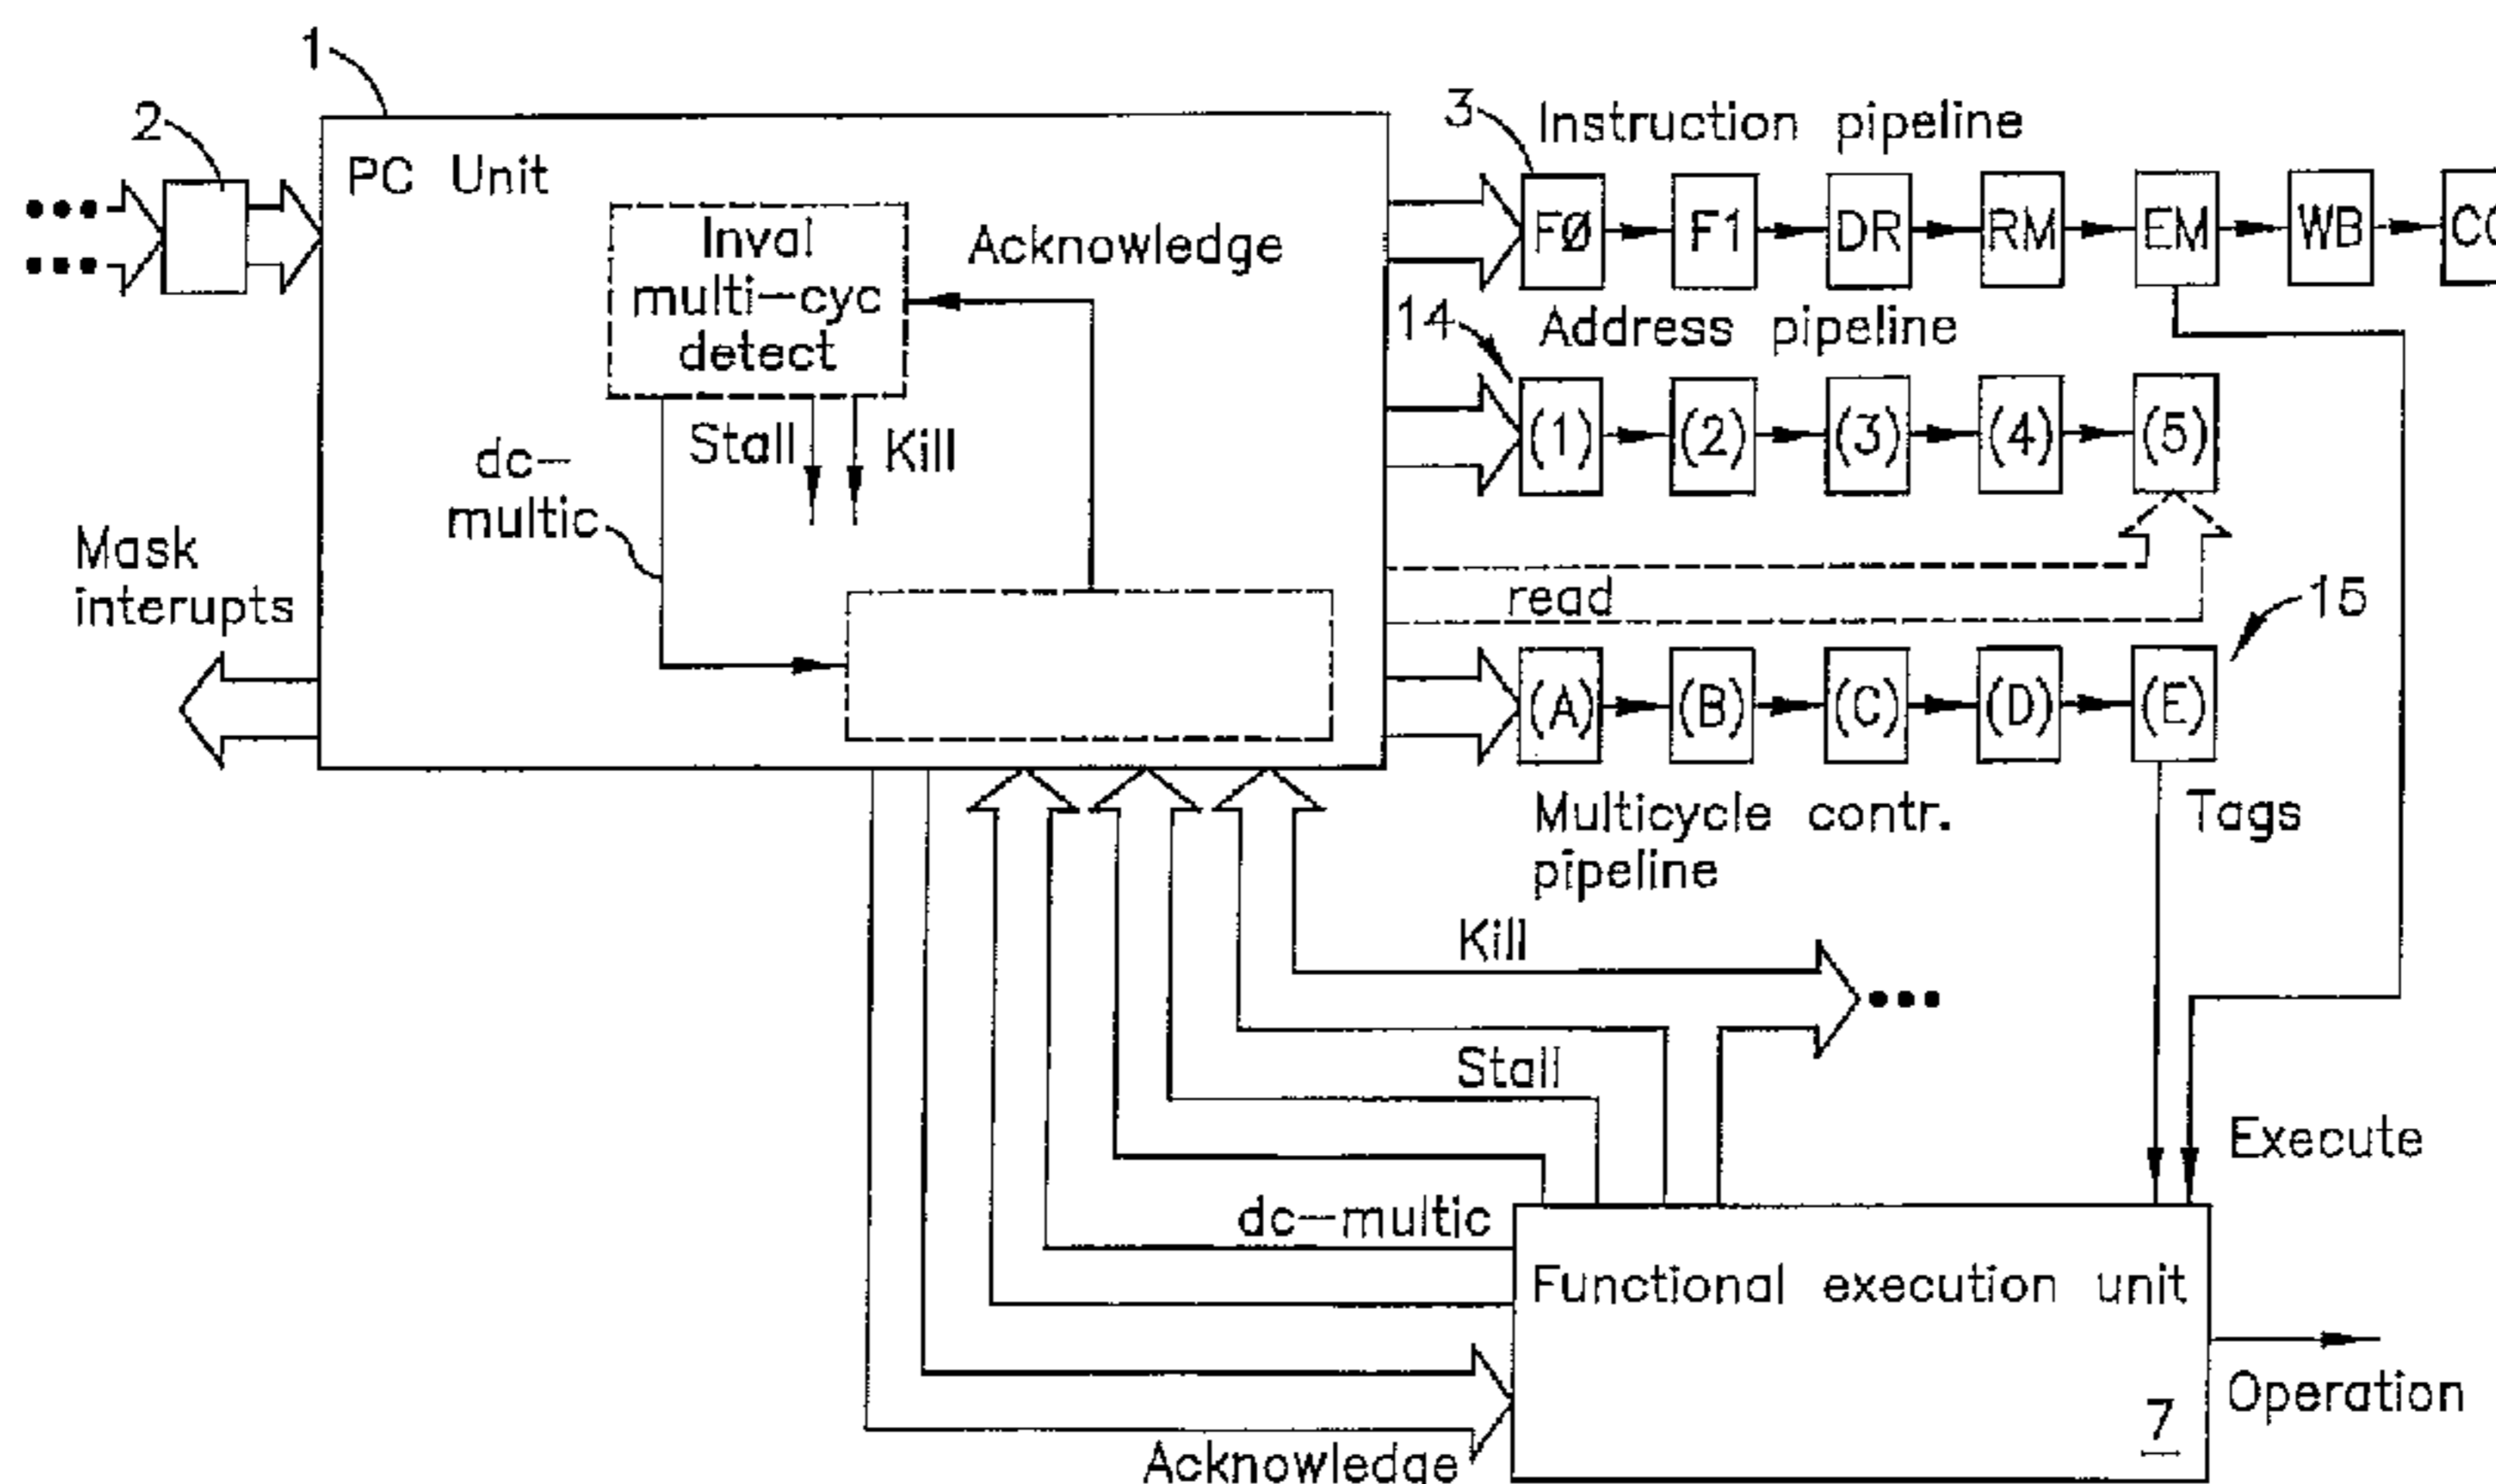 1
2
PC Unit
Inval
multi-cyc
detect
Acknowledge
Stall
Kill
dc-
multic
Mask
interupts
3
Instruction pipeline
FØ
F1
DR
RM
EM
WB
14
Address pipeline
(1)
(2)
(3)
(4)
(5)
read
15
(A)
(B)
(C)
(D)
(E)
Multicycle contr.
pipeline
Tags
Kill
Stall
Execute
dc-multic
Functional execution unit
7
Operation
Acknowledge